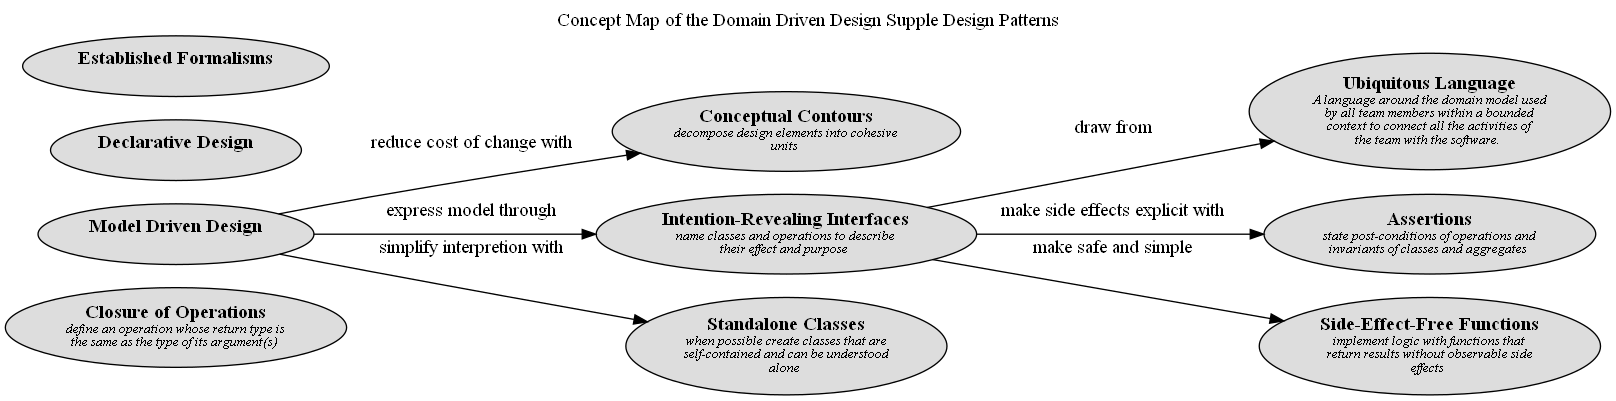 Concept Map of the Domain Driven Design Supple Design Patterns
Established Formalisms
Declarative Design
Model Driven Design
Closure of Operations
define an operation whose return type is
the same as the type of its argument(s)
reduce cost of change with
express model through
simplify interpretion with
Conceptual Contours
decompose design elements into cohesive
units
Intention-Revealing Interfaces
name classes and operations to describe
their effect and purpose
Standalone Classes
when possible create classes that are
self-contained and can be understood
alone
draw from
make side effects explicit with
make safe and simple
Ubiquitous Language
A language around the domain model used
by all team members within a bounded
context to connect all the activities of
the team with the software.
Assertions
state post-conditions of operations and
invariants of classes and aggregates
Side-Effect-Free Functions
implement logic with functions that
return results without observable side
effects